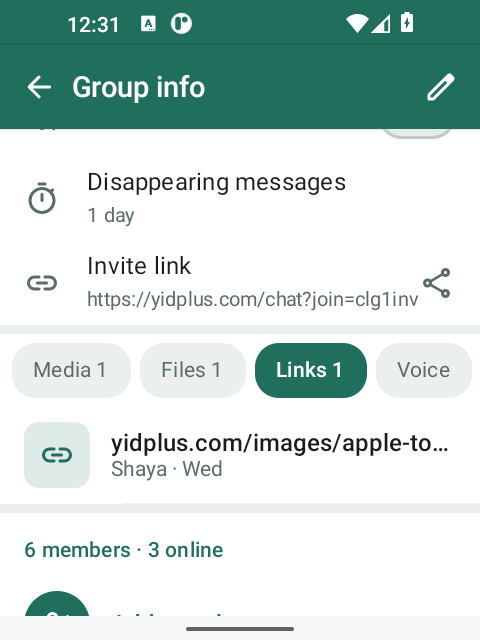 12:31
Group info
Disappearing messages
1 day
Invite link
https://yidplus.com/chat?join=clg1inv
Media 1
Files 1
Links 1
Voice
yidplus.com/images/apple-to…
Shaya · Wed
6 members · 3 online